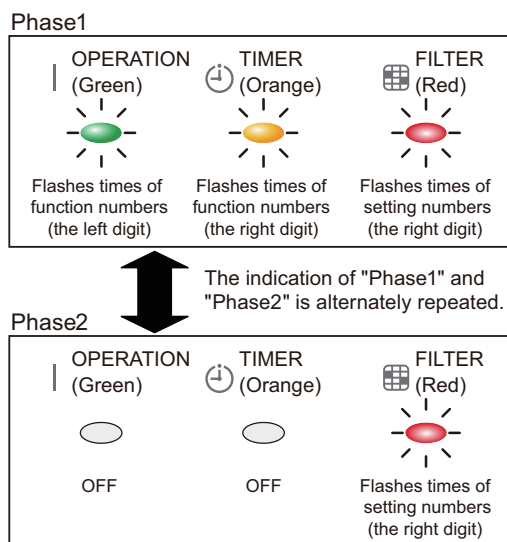 Phase1
OPERATION
(Green)
TIMER
(Orange)
FILTER
(Red)
Flashes times of
function numbers
(the left digit)
Flashes times of
function numbers
(the right digit)
Flashes times of
setting numbers
(the right digit)
The indication of "Phase1" and
"Phase2" is alternately repeated.
Phase2
OPERATION
(Green)
TIMER
(Orange)
FILTER
(Red)
OFF
OFF
Flashes times of
setting numbers
(the right digit)